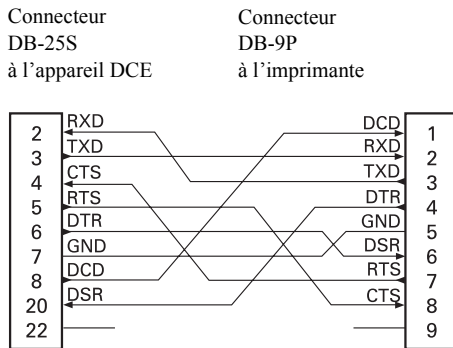 Connecteur
DB-25S
à l'appareil DCE
Connecteur
DB-9P
à l'imprimante
2 RXD
3 TXD
4 CTS
5 RTS
6 DTR
7 GND
8 DCD
20 DSR
22
DCD 1
RXD 2
TXD 3
DTR 4
GND 5
DSR 6
RTS 7
CTS 8
9